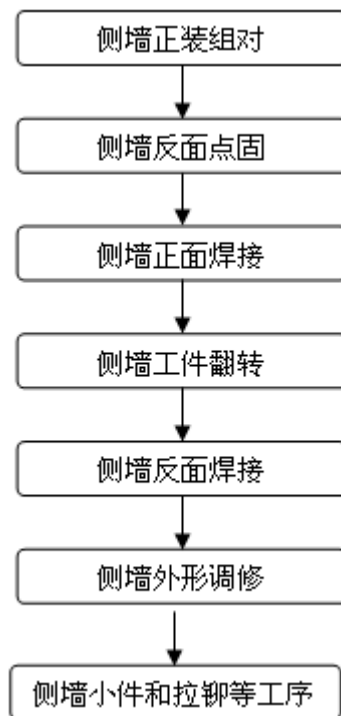 侧墙正装组对
侧墙反面点固
侧墙正面焊接
侧墙工件翻转
侧墙反面焊接
侧墙外形调修
侧墙小件和拉铆等工序